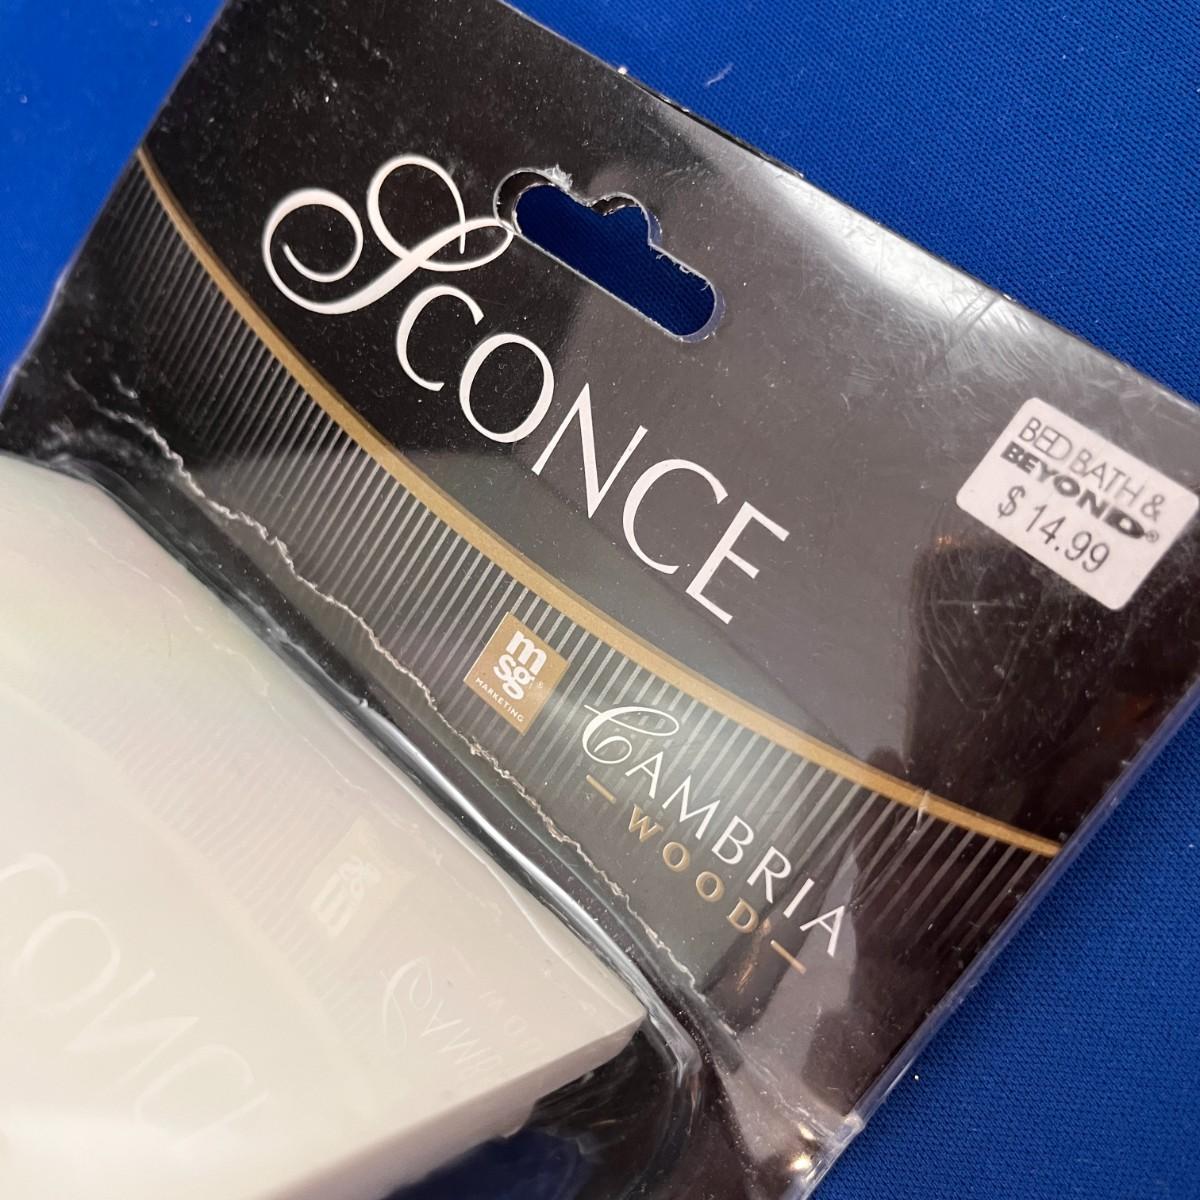 SCONCE
BED BATH &
BEYOND®
$ 14.99
msg®
MARKETING
CAMBRIA
— WOOD —